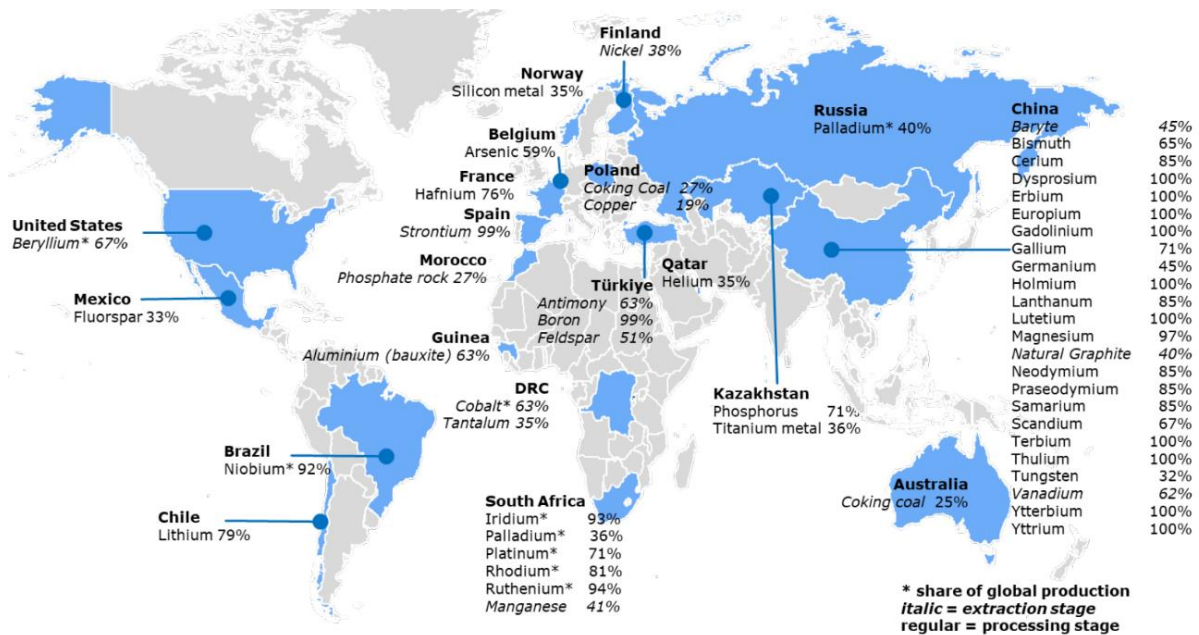 Finland
Nickel 38%
Norway
Silicon metal 35%
Belgium
Arsenic 59%
France
Hafnium 76%
Spain
Strontium 99%
Morocco
Phosphate rock 27%
Poland
Coking Coal 27%
Copper 19%
Russia
Palladium* 40%
Qatar
Helium 35%
Türkiye
Antimony 63%
Boron 99%
Feldspar 51%
United States
Beryllium* 67%
Mexico
Fluorspar 33%
Guinea
Aluminium (bauxite) 63%
DRC
Cobalt* 63%
Tantalum 35%
Kazakhstan
Phosphorus 71%
Titanium metal 36%
Brazil
Niobium* 92%
Chile
Lithium 79%
South Africa
Iridium* 93%
Palladium* 36%
Platinum* 71%
Rhodium* 81%
Ruthenium* 94%
Manganese 41%
Australia
Coking coal 25%
China
Baryte 45%
Bismuth 65%
Cerium 85%
Dysprosium 100%
Erbium 100%
Europium 100%
Gadolinium 100%
Gallium 71%
Germanium 45%
Holmium 100%
Lanthanum 85%
Lutetium 100%
Magnesium 97%
Natural Graphite 40%
Neodymium 85%
Praseodymium 85%
Samarium 85%
Scandium 67%
Terbium 100%
Thulium 100%
Tungsten 32%
Vanadium 62%
Ytterbium 100%
Yttrium 100%
* share of global production
italic = extraction stage
regular = processing stage